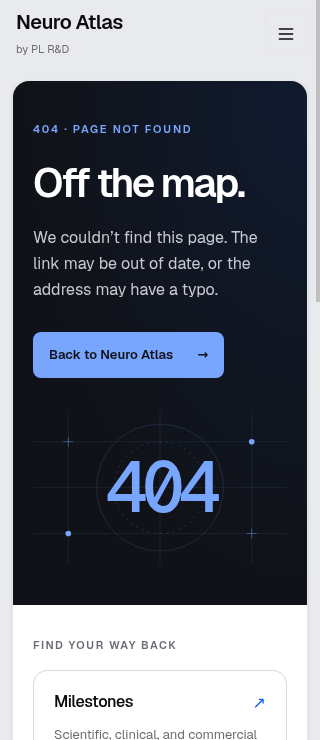 Neuro Atlas
by PL R&D
404 · PAGE NOT FOUND
Off the map.
We couldn’t find this page. The
link may be out of date, or the
address may have a typo.
Back to Neuro Atlas →
404
FIND YOUR WAY BACK
Milestones ↗
Scientific, clinical, and commercial